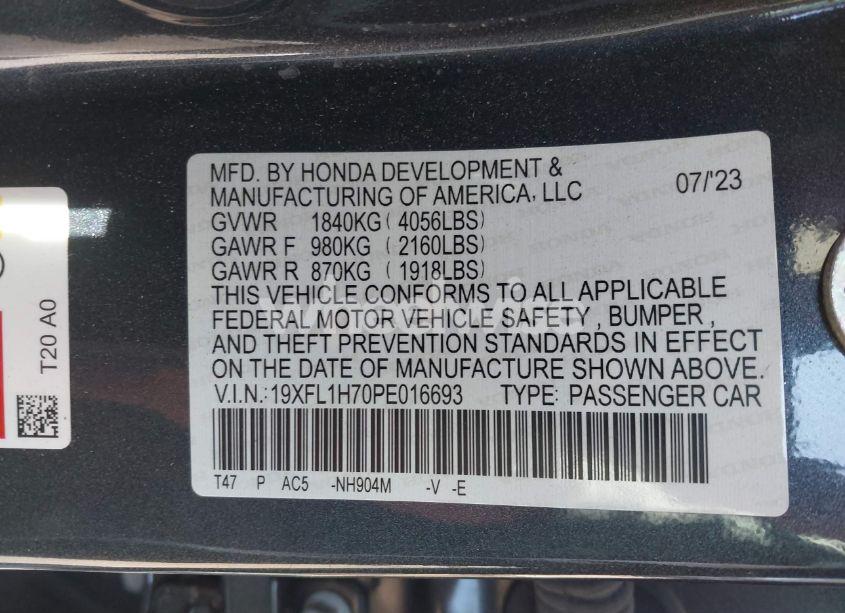 MFD. BY HONDA DEVELOPMENT &
MANUFACTURING OF AMERICA, LLC 07/'23
GVWR 1840KG ( 4056LBS)
GAWR F 980KG ( 2160LBS)
GAWR R 870KG ( 1918LBS)
THIS VEHICLE CONFORMS TO ALL APPLICABLE
FEDERAL MOTOR VEHICLE SAFETY , BUMPER ,
AND THEFT PREVENTION STANDARDS IN EFFECT
ON THE DATE OF MANUFACTURE SHOWN ABOVE.
V.I.N.: 19XFL1H70PE016693 TYPE: PASSENGER CAR
T47 P AC5 -NH904M -V -E
T20 A0